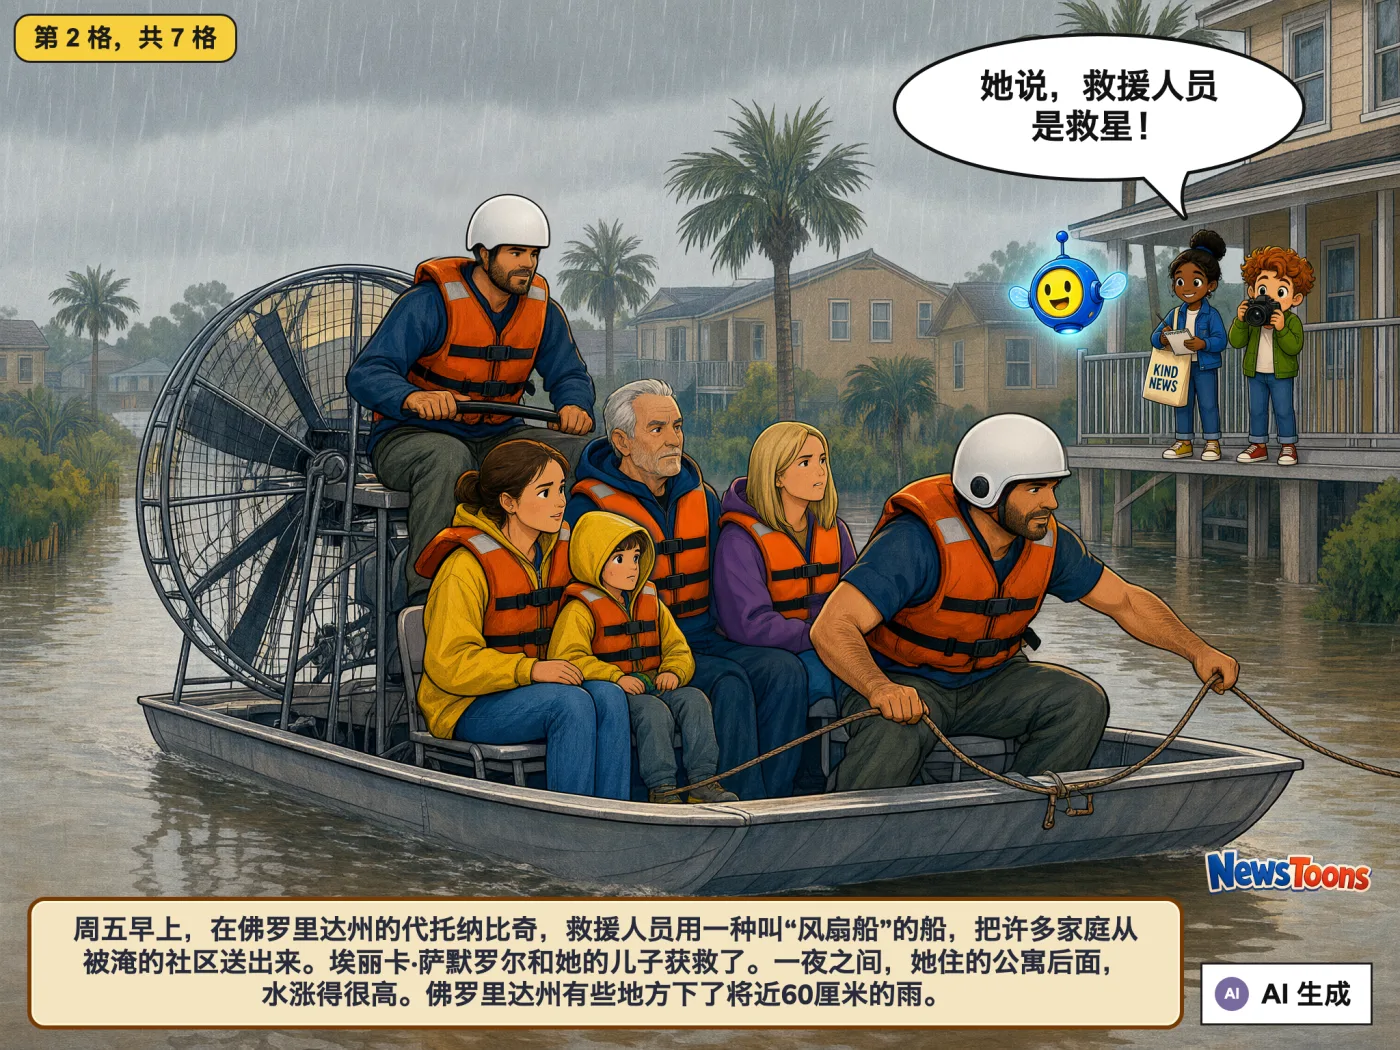 第 2 格，共 7 格
她说，救援人员
是救星！
KIND
NEWS
NewsToons
周五早上，在佛罗里达州的代托纳比奇，救援人员用一种叫“风扇船”的船，把许多家庭从
被淹的社区送出来。埃丽卡·萨默罗尔和她的儿子获救了。一夜之间，她住的公寓后面，
水涨得很高。佛罗里达州有些地方下了将近60厘米的雨。
AI AI 生成